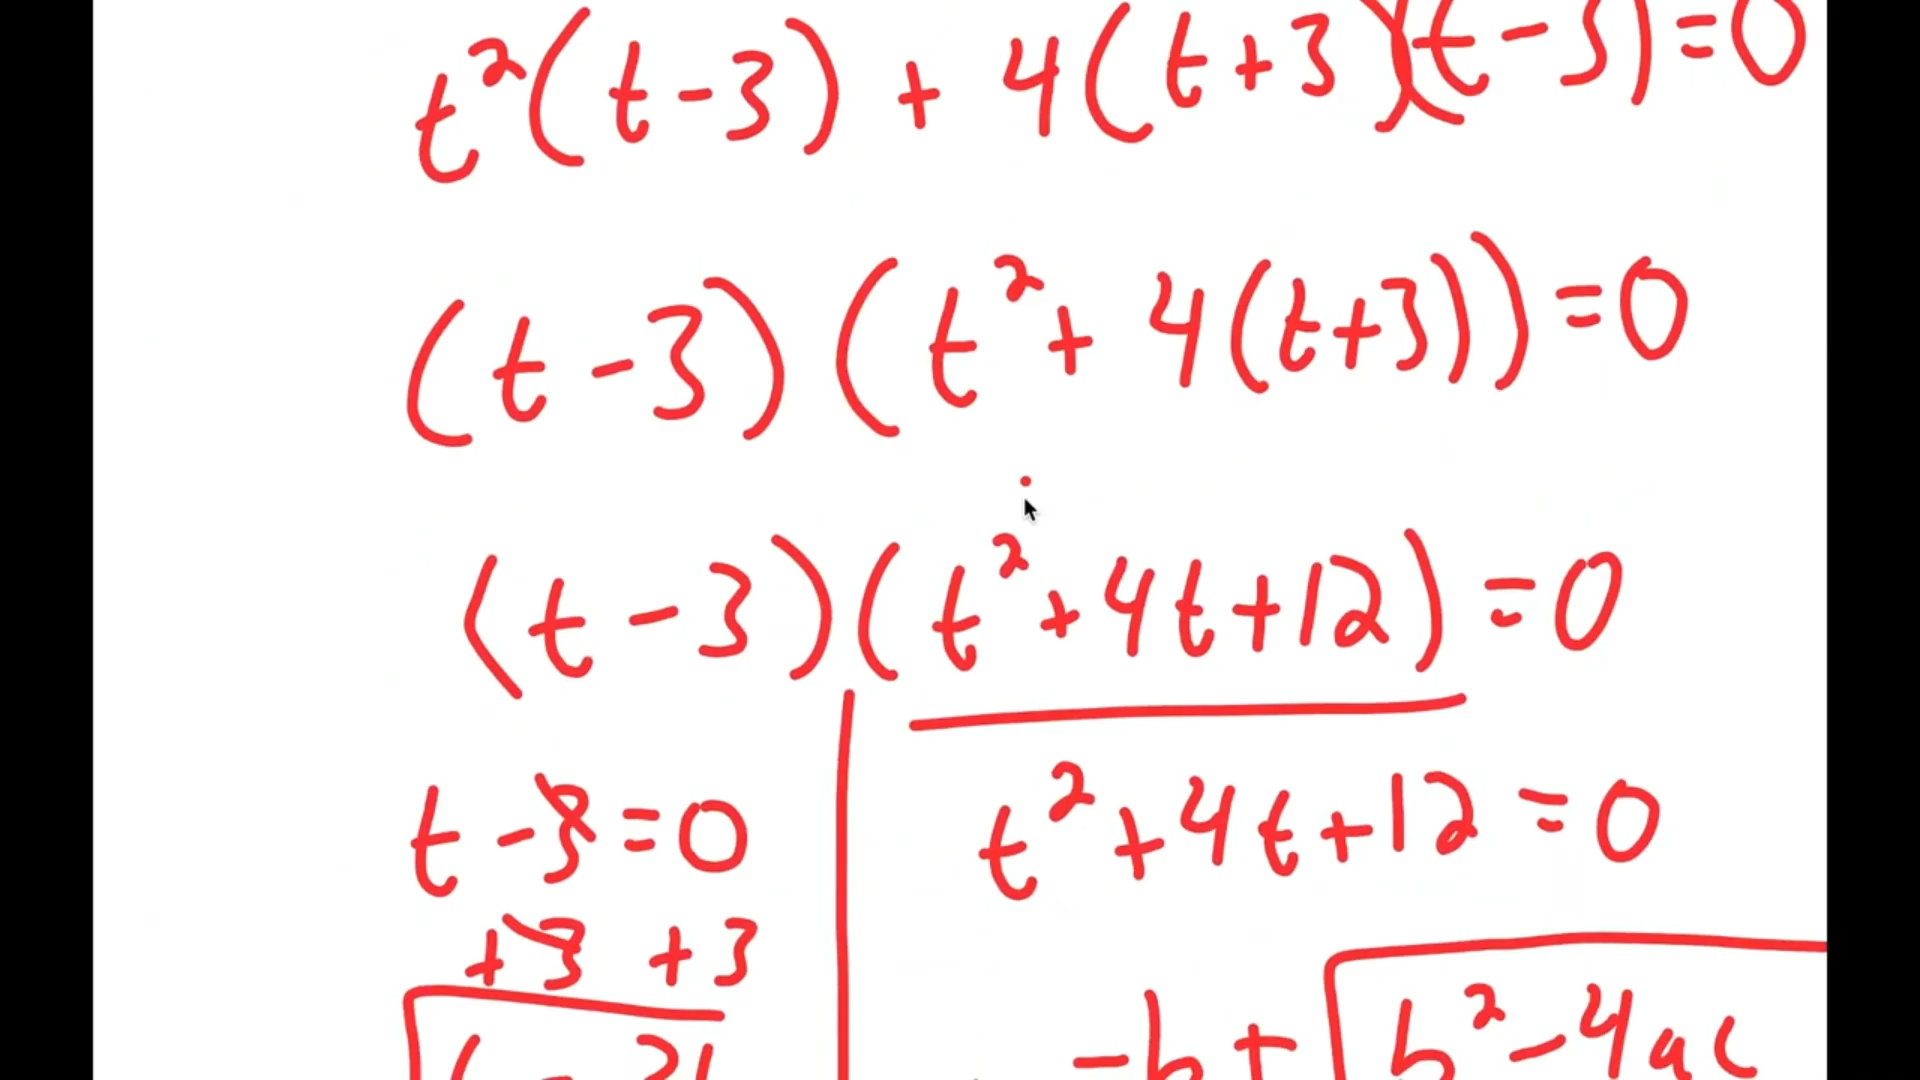 t²(t-3) + 4(t+3)(t-3)=0
(t-3)(t²+4(t+3))=0
(t-3)(t²+4t+12)=0
t-3=0
+3 +3
t²+4t+12=0
-b+√b²-4ac